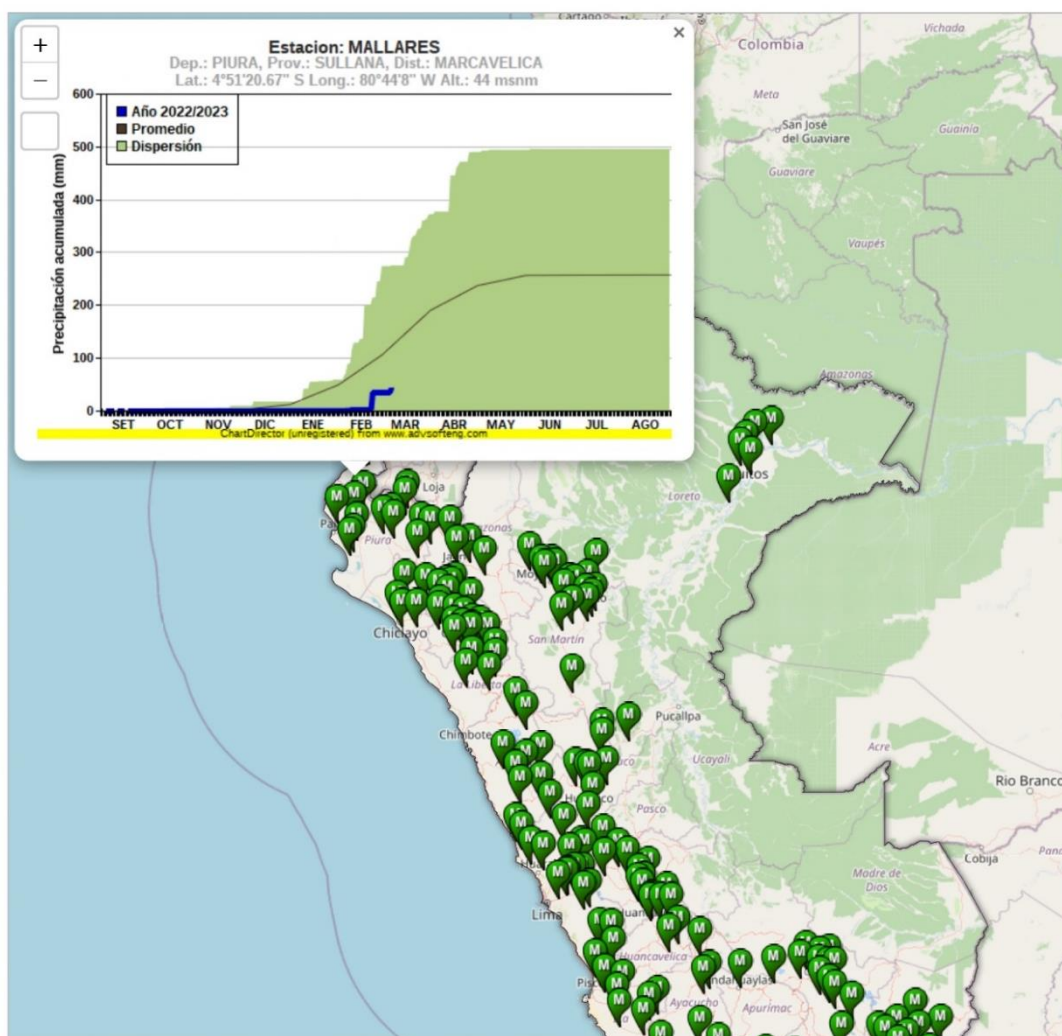 +
−
×
Estacion: MALLARES
Dep.: PIURA, Prov.: SULLANA, Dist.: MARCAVELICA
Lat.: 4°51'20.67" S Long.: 80°44'8" W Alt.: 44 msnm
Precipitación acumulada (mm)
600
500
400
300
200
100
0
Año 2022/2023
Promedio
Dispersión
SET OCT NOV DIC ENE FEB MAR ABR MAY JUN JUL AGO
ChartDirector (unregistered) from www.advsofteng.com
Vichada
Colombia
Meta
San José
del Guaviare
Guainía
Guaviare
Vaupés
Caquetá
Amazonas
Loja
Loreto
Piura
San Martín
Chiclayo
La Libertad
Pucallpa
Chimbote
Ucayali
Acre
Rio Branco
Pasco
Cobija
Madre de
Dios
Lima
Huancavelica
Ayacucho
Apurímac
M